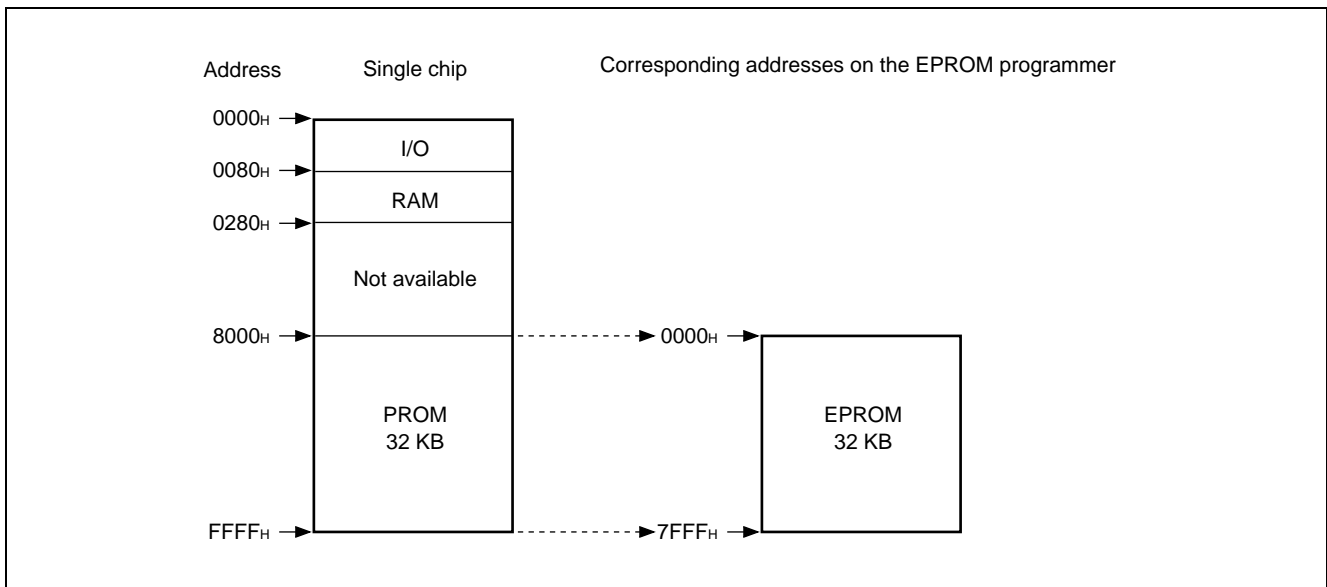 Address Single chip Corresponding addresses on the EPROM programmer
0000H
I/O
0080H
RAM
0280H
Not available
8000H 0000H
PROM EPROM
32 KB 32 KB
FFFFH 7FFFH